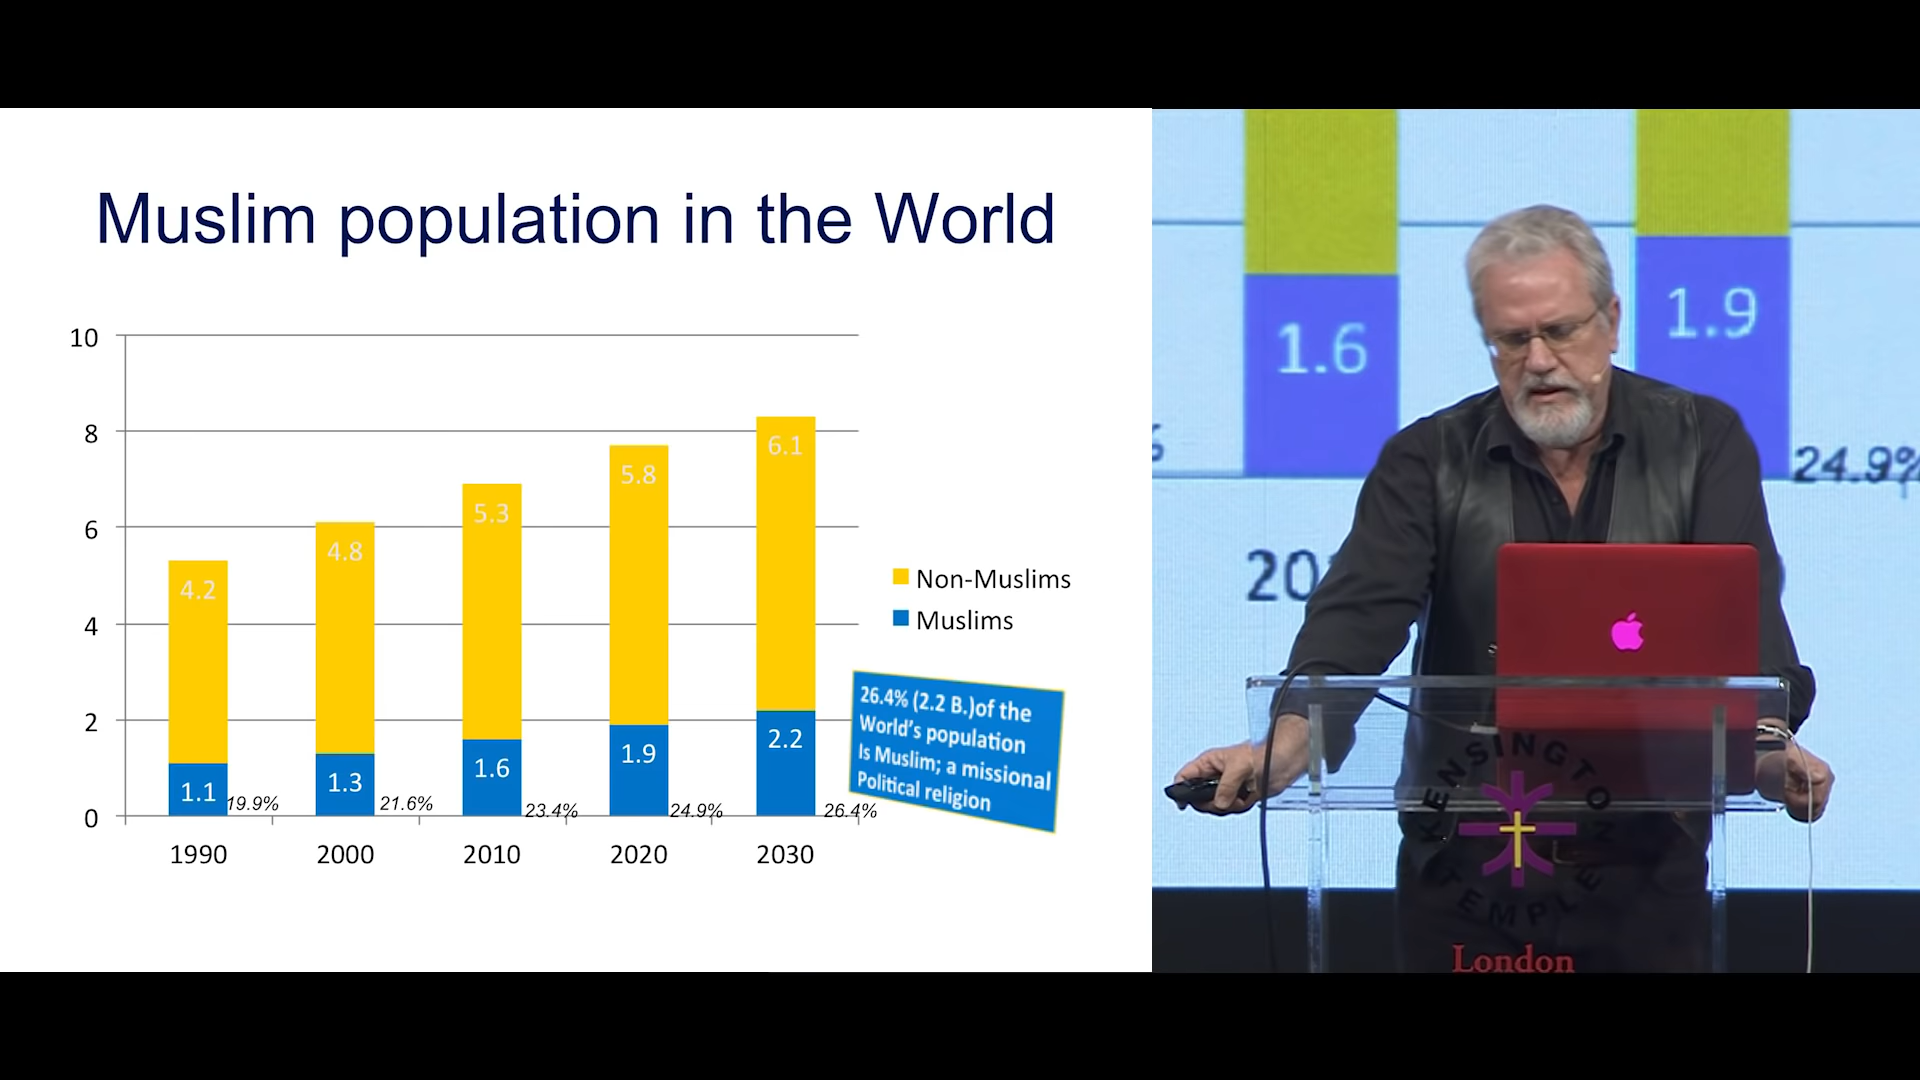 Muslim population in the World
10
8
6
4
2
0
4.2
4.8
5.3
5.8
6.1
1.1
1.3
1.6
1.9
2.2
19.9%
21.6%
23.4%
24.9%
26.4%
1990
2000
2010
2020
2030
Non-Muslims
Muslims
26.4% (2.2 B.)of the
World's population
Is Muslim; a missional
Political religion
1.6
1.9
24.9%
KENSINGTON
TEMPLE
London